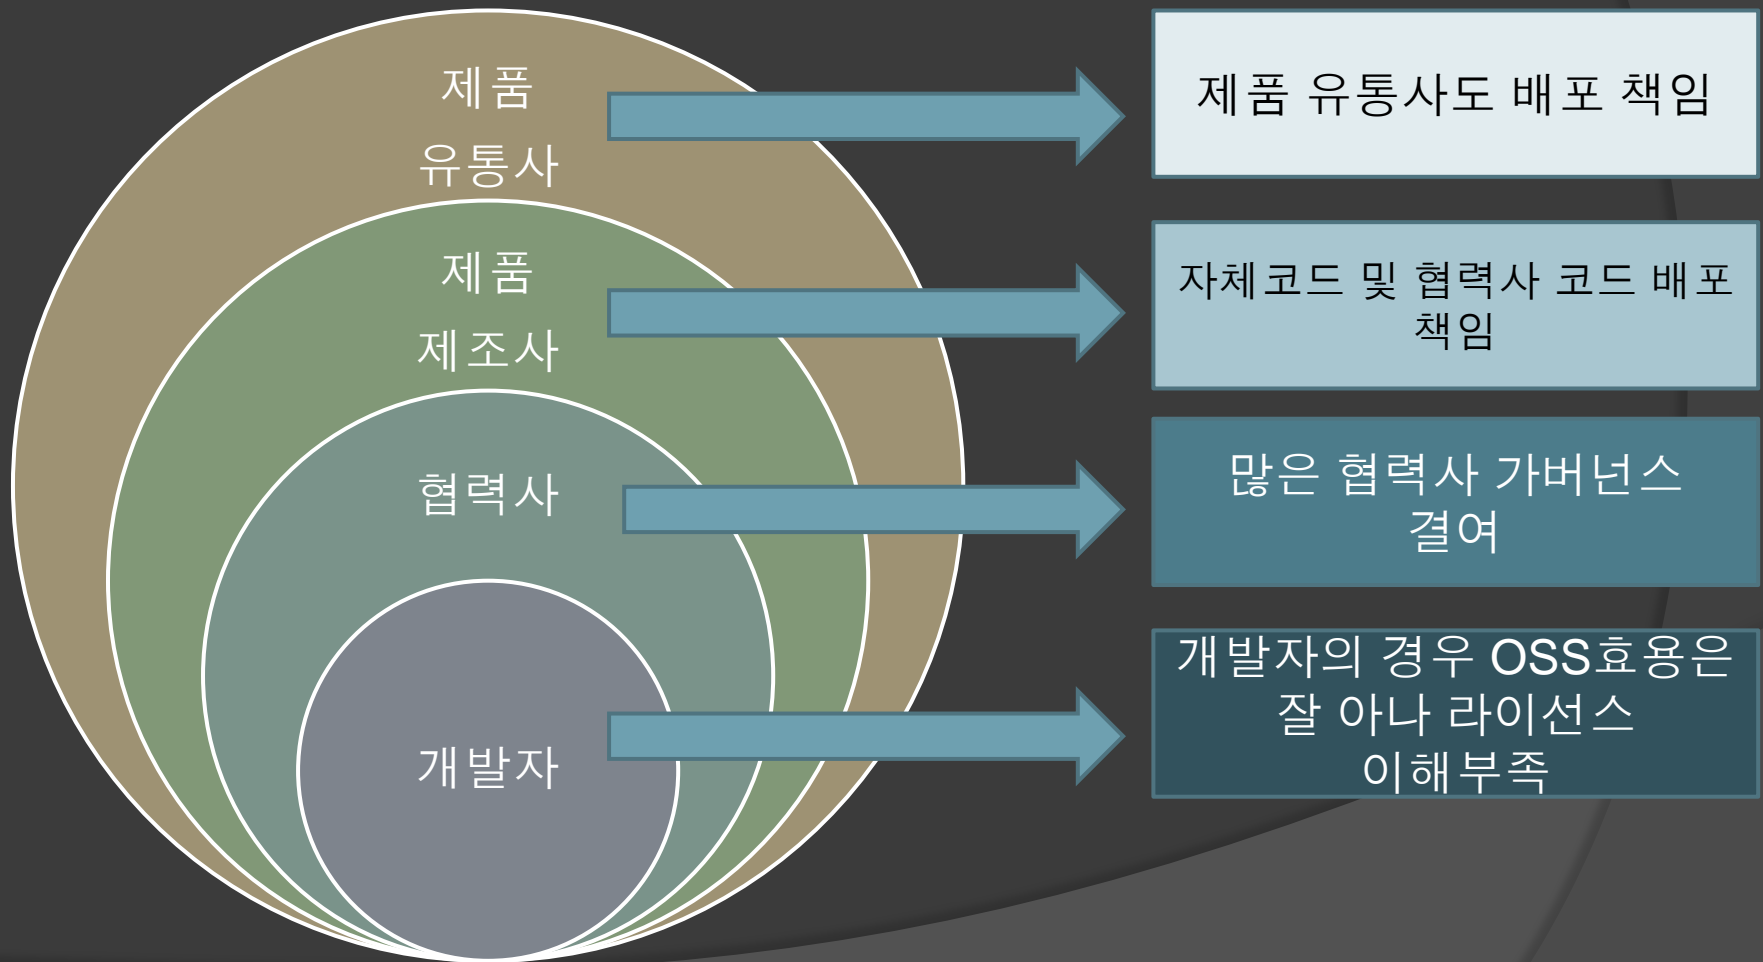 제품
유통사
제품 유통사도 배포 책임
제품
제조사
자체코드 및 협력사 코드 배포
책임
협력사
많은 협력사 가버넌스
결여
개발자
개발자의 경우 OSS효용은
잘 아나 라이선스
이해부족